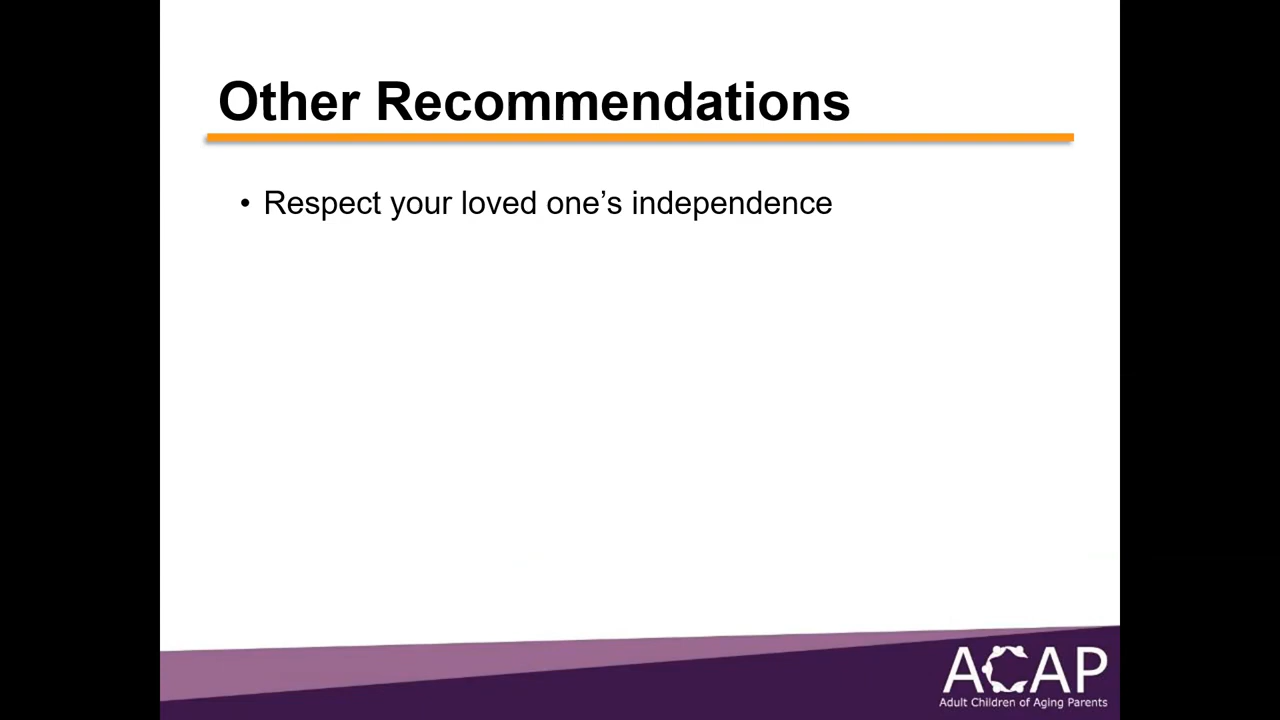 Other Recommendations
• Respect your loved one’s independence
ACAP
Adult Children of Aging Parents